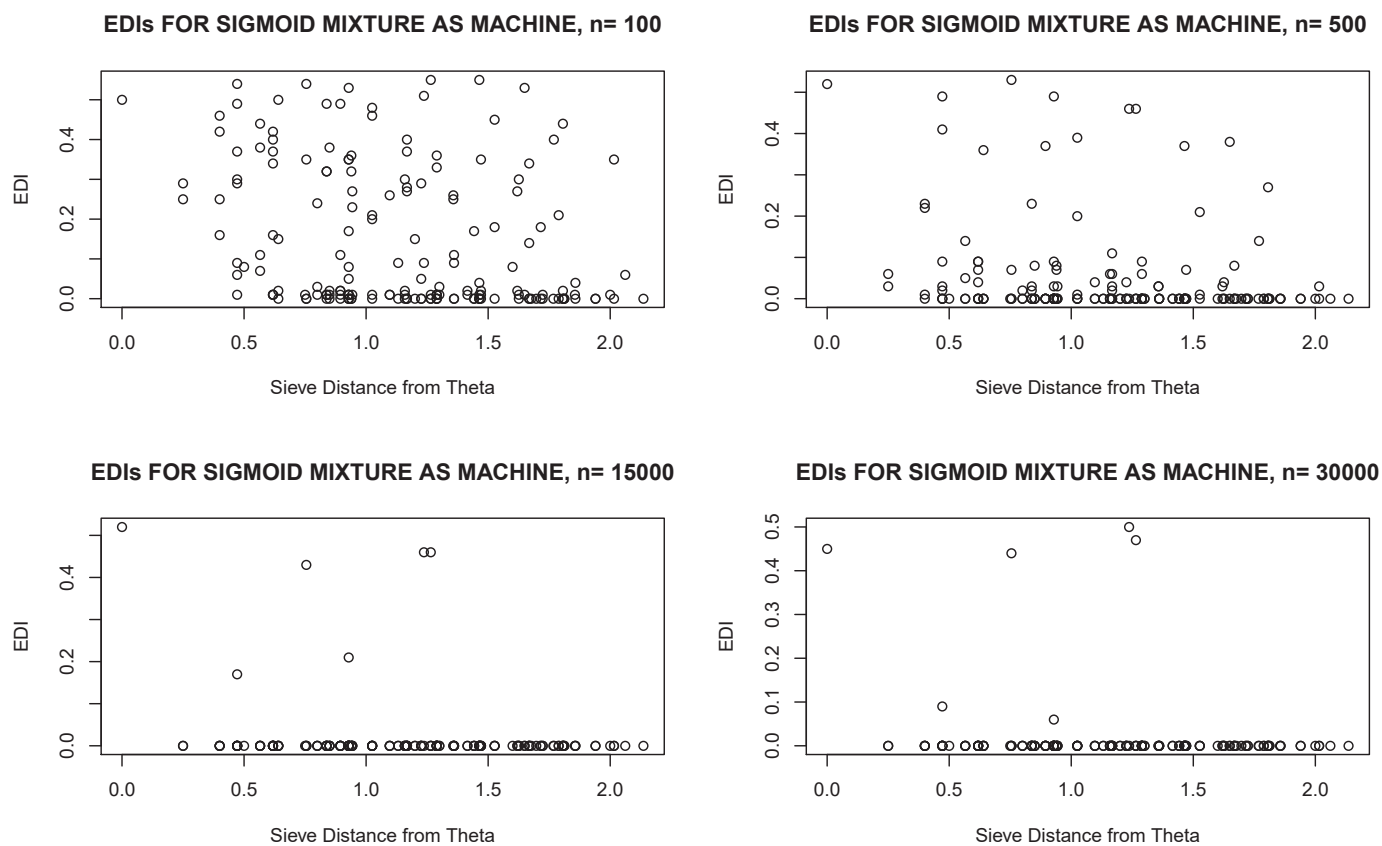 EDIs FOR SIGMOID MIXTURE AS MACHINE, n= 100
EDI
0.0 0.2 0.4
0.0 0.5 1.0 1.5 2.0
Sieve Distance from Theta
EDIs FOR SIGMOID MIXTURE AS MACHINE, n= 500
EDI
0.0 0.2 0.4
0.0 0.5 1.0 1.5 2.0
Sieve Distance from Theta
EDIs FOR SIGMOID MIXTURE AS MACHINE, n= 15000
EDI
0.0 0.2 0.4
0.0 0.5 1.0 1.5 2.0
Sieve Distance from Theta
EDIs FOR SIGMOID MIXTURE AS MACHINE, n= 30000
EDI
0.0 0.1 0.2 0.3 0.4 0.5
0.0 0.5 1.0 1.5 2.0
Sieve Distance from Theta